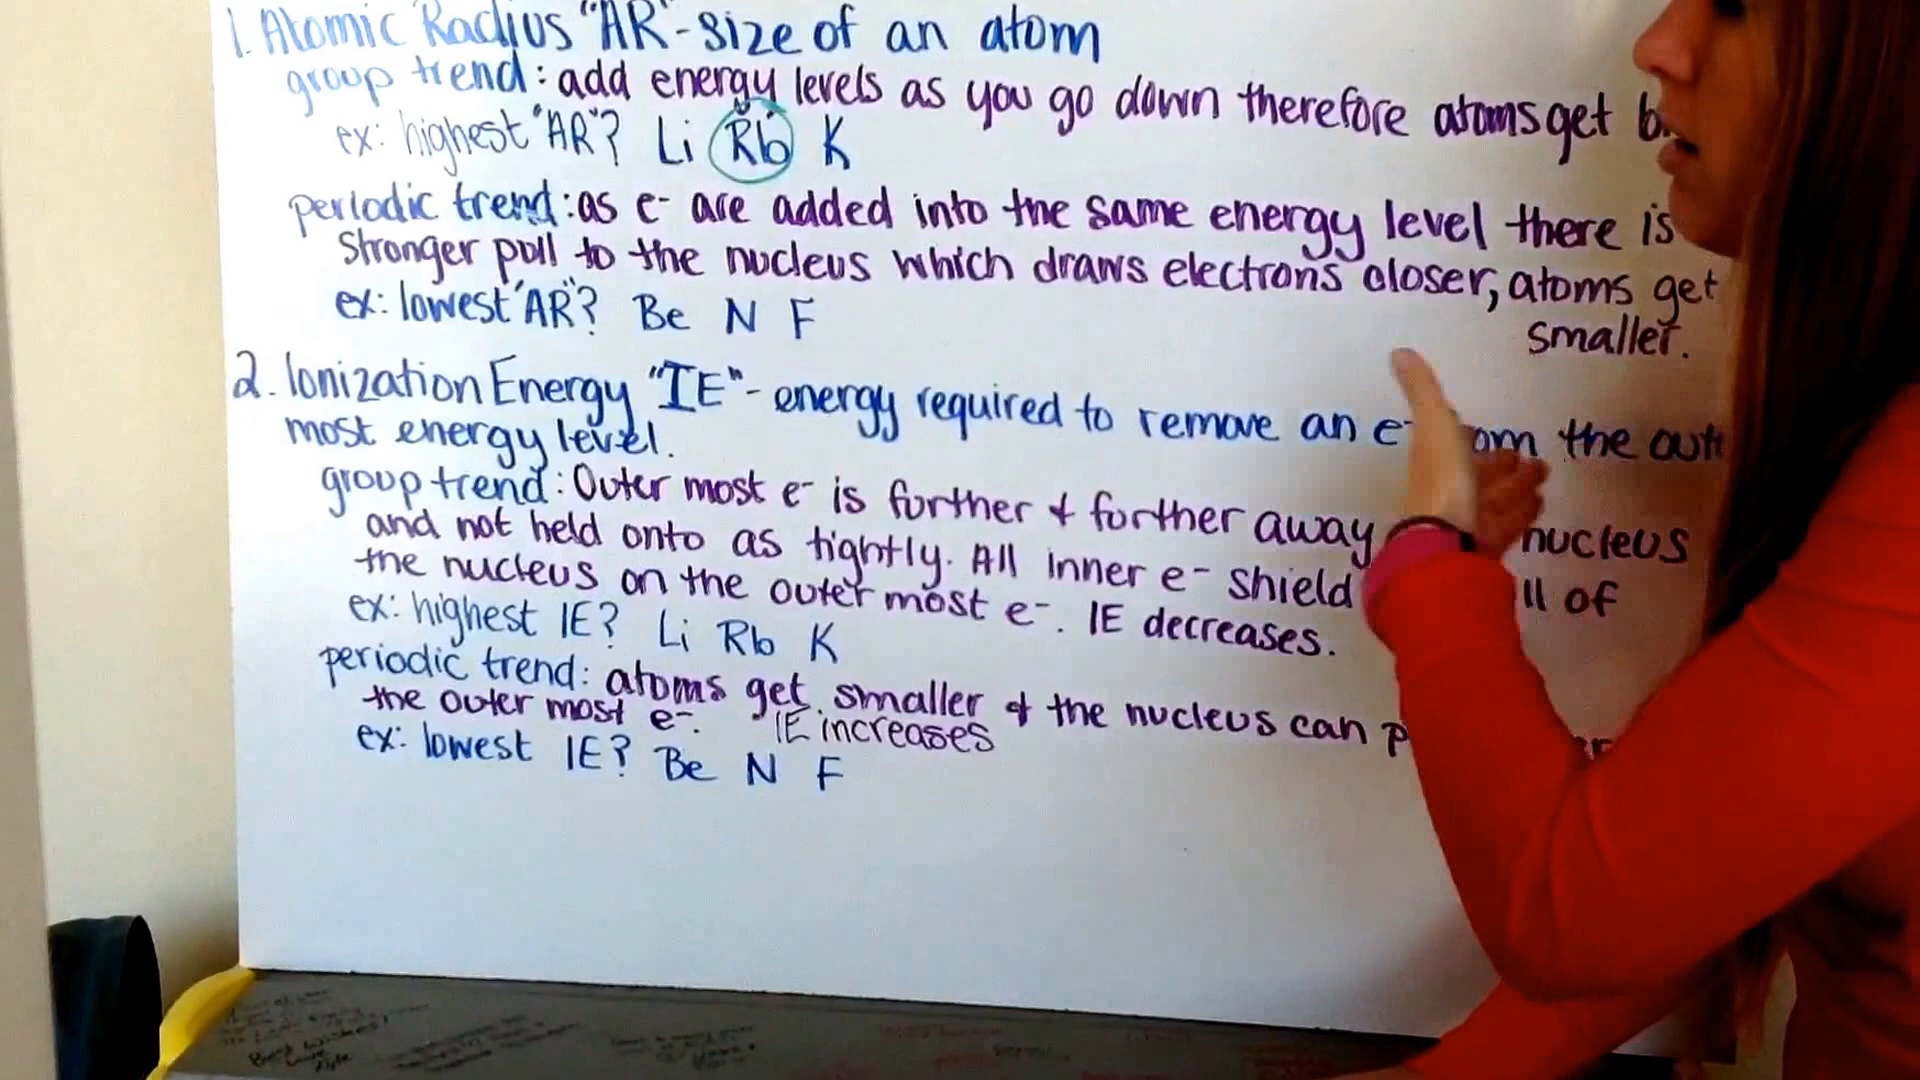 1. Atomic Radius "AR" - size of an atom
group trend: add energy levels as you go down therefore atoms get
ex: highest "AR"? Li Rb K
periodic trend: as e- are added into the same energy level there is
stronger pull to the nucleus which draws electrons closer, atoms get
smaller.
ex: lowest "AR"? Be N F
2. Ionization Energy "IE" - energy required to remove an e- the
most energy level.
group trend: Outer most e- is further & further away nucleus
and not held onto as tightly. All inner e- shield of
the nucleus on the outer most e-. IE decreases.
ex: highest IE? Li Rb K
periodic trend: atoms get smaller & the nucleus can
the outer most e-. IE increases
ex: lowest IE? Be N F